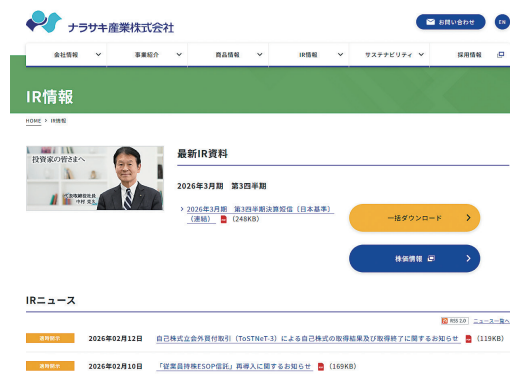 ナラサキ産業株式会社
お問い合わせ
EN
会社情報
事業紹介
商品情報
IR情報
サステナビリティ
採用情報
IR情報
HOME > IR情報
投資家の皆さまへ
代表取締役社長
中村 克久
最新IR資料
2026年3月期 第3四半期
2026年3月期 第3四半期決算短信（日本基準）
（連結） (248KB)
一括ダウンロード
株価情報
IRニュース
RSS 2.0 ニュース一覧へ
適時開示 2026年02月12日 自己株式立会外買付取引（ToSTNeT-3）による自己株式の取得結果及び取得終了に関するお知らせ (119KB)
適時開示 2026年02月10日 「従業員持株ESOP信託」再導入に関するお知らせ (169KB)